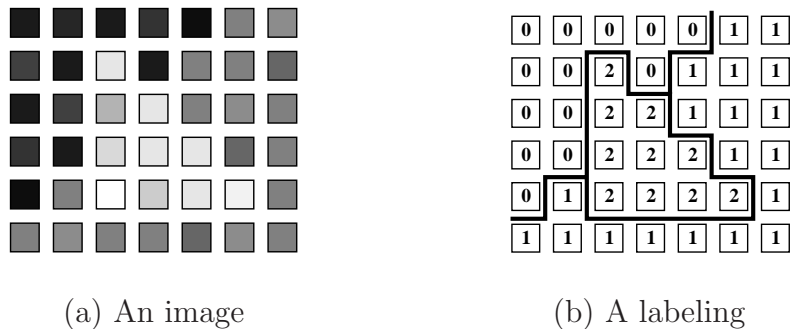 0 0 0 0 0 1 1
0 0 2 0 1 1 1
0 0 2 2 1 1 1
0 0 2 2 2 1 1
0 1 2 2 2 2 1
1 1 1 1 1 1 1
(a) An image
(b) A labeling